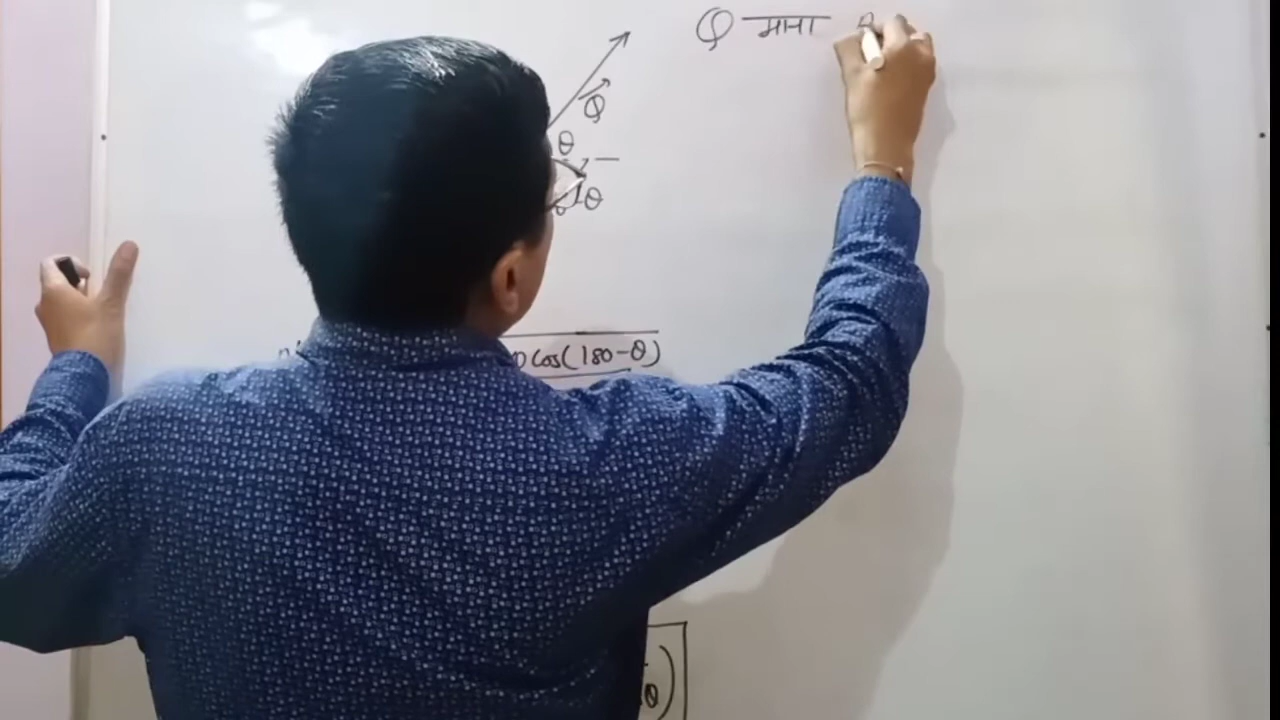 Q माना
Q
θ
θ
Cos(180-θ)
θ)